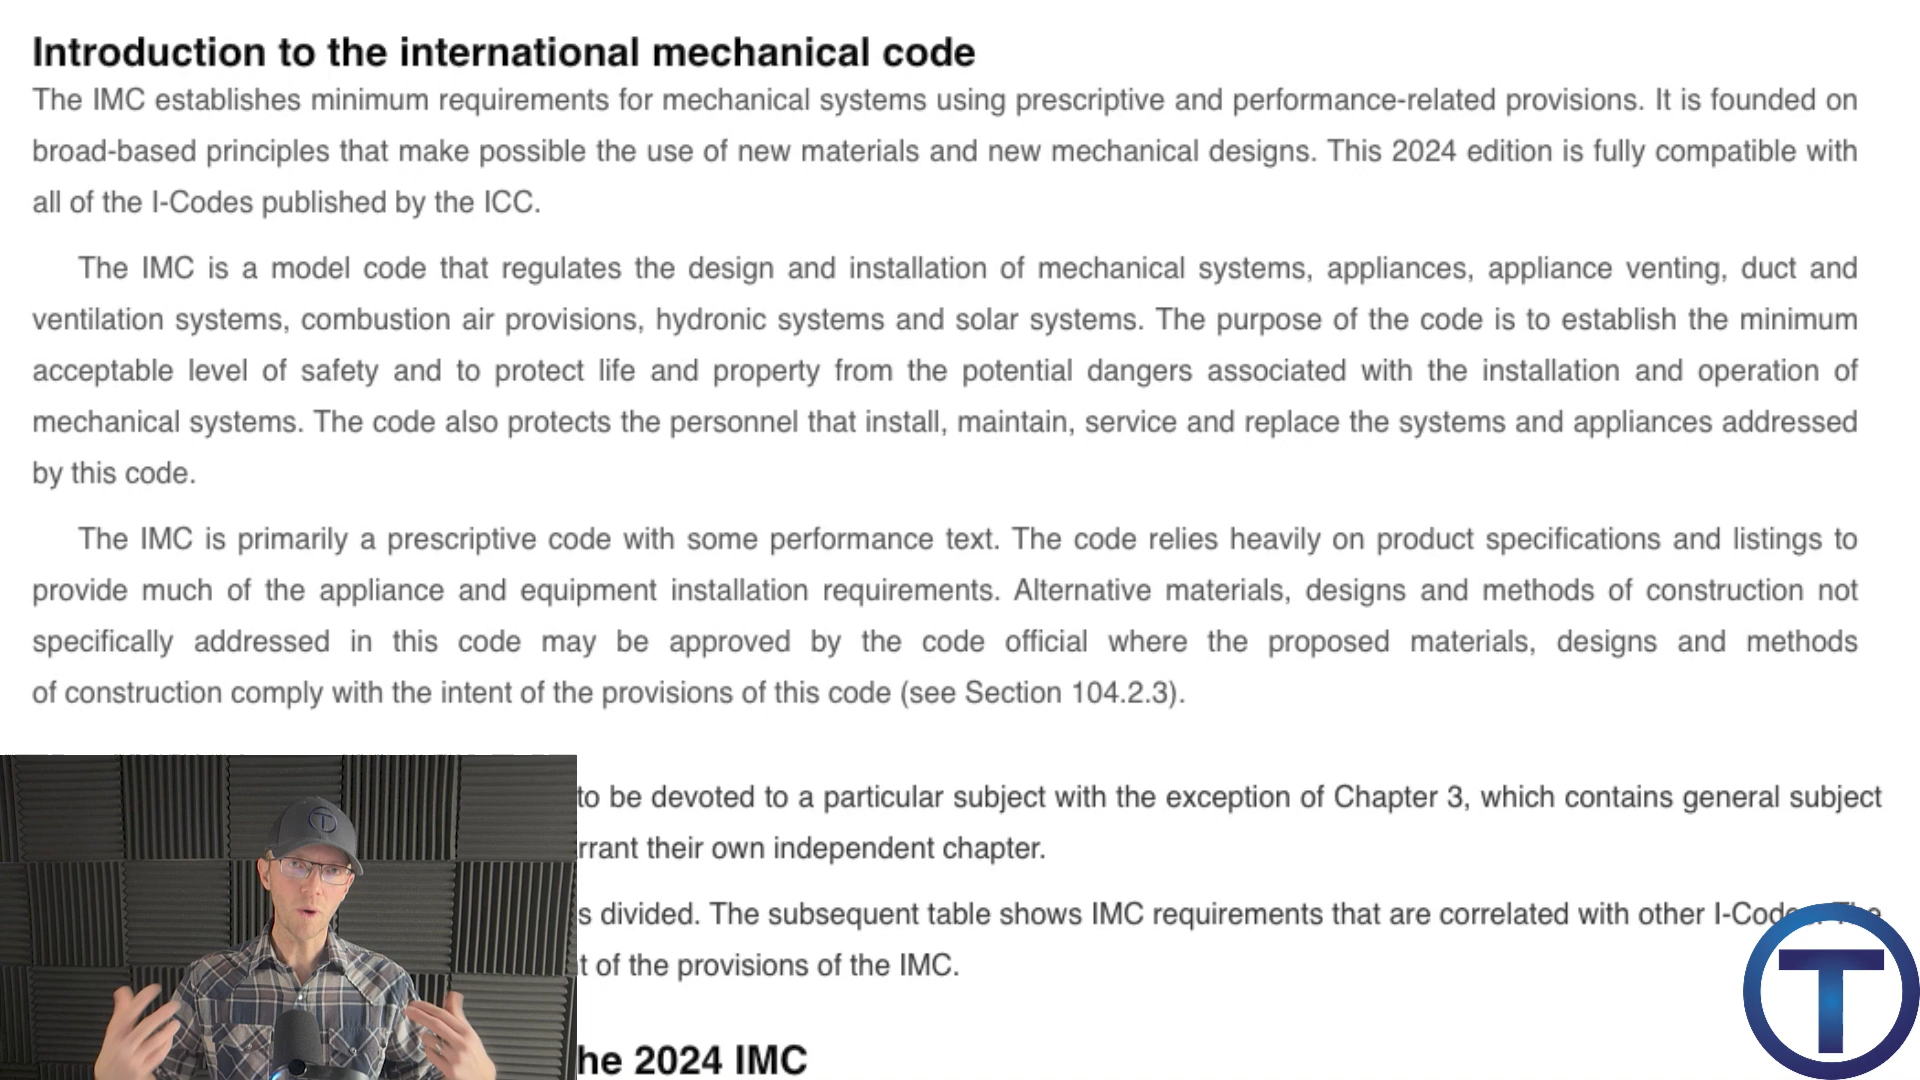 Introduction to the international mechanical code
The IMC establishes minimum requirements for mechanical systems using prescriptive and performance-related provisions. It is founded on
broad-based principles that make possible the use of new materials and new mechanical designs. This 2024 edition is fully compatible with
all of the I-Codes published by the ICC.
The IMC is a model code that regulates the design and installation of mechanical systems, appliances, appliance venting, duct and
ventilation systems, combustion air provisions, hydronic systems and solar systems. The purpose of the code is to establish the minimum
acceptable level of safety and to protect life and property from the potential dangers associated with the installation and operation of
mechanical systems. The code also protects the personnel that install, maintain, service and replace the systems and appliances addressed
by this code.
The IMC is primarily a prescriptive code with some performance text. The code relies heavily on product specifications and listings to
provide much of the appliance and equipment installation requirements. Alternative materials, designs and methods of construction not
specifically addressed in this code may be approved by the code official where the proposed materials, designs and methods
of construction comply with the intent of the provisions of this code (see Section 104.2.3).
to be devoted to a particular subject with the exception of Chapter 3, which contains general subject
rrant their own independent chapter.
s divided. The subsequent table shows IMC requirements that are correlated with other
t of the provisions of the IMC.
he 2024 IMC
T
T